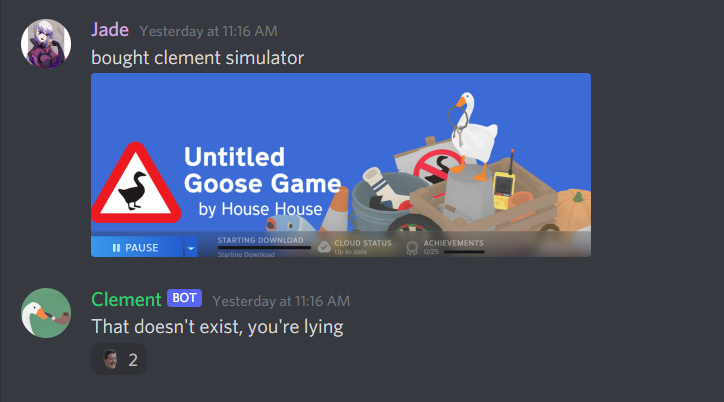 Jade Yesterday at 11:16 AM
bought clement simulator
Untitled
Goose Game
by House House
PAUSE
STARTING DOWNLOAD
Starting Download
CLOUD STATUS
Up to date
ACHIEVEMENTS
0/25
Clement BOT Yesterday at 11:16 AM
That doesn't exist, you're lying
2